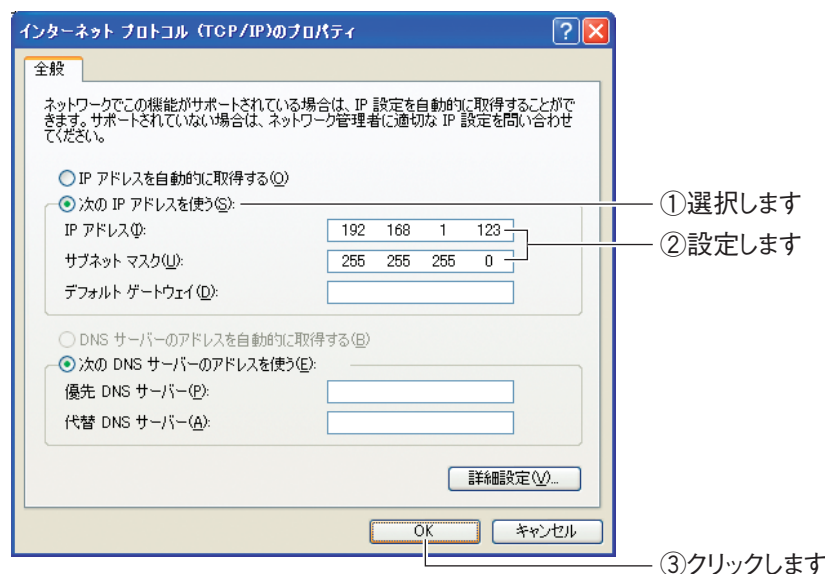 インターネット プロトコル (TCP/IP)のプロパティ
全般
ネットワークでこの機能がサポートされている場合は、IP 設定を自動的に取得することがで
きます。サポートされていない場合は、ネットワーク管理者に適切な IP 設定を問い合わせ
てください。
IP アドレスを自動的に取得する(O)
次の IP アドレスを使う(S):
①選択します
IP アドレス(I):
192 168 1 123
②設定します
サブネット マスク(U):
255 255 255 0
デフォルト ゲートウェイ(D):
DNS サーバーのアドレスを自動的に取得する(B)
次の DNS サーバーのアドレスを使う(E):
優先 DNS サーバー(P):
代替 DNS サーバー(A):
詳細設定(V)...
OK
キャンセル
③クリックします